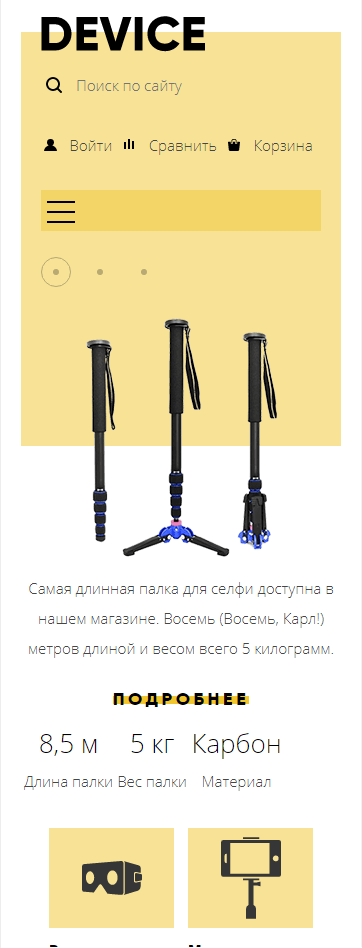 DEVICE
Поиск по сайту
Войти Сравнить Корзина
Самая длинная палка для селфи доступна в
нашем магазине. Восемь (Восемь, Карл!)
метров длиной и весом всего 5 килограмм.
ПОДРОБНЕЕ
8,5 м 5 кг Карбон
Длина палки Вес палки Материал